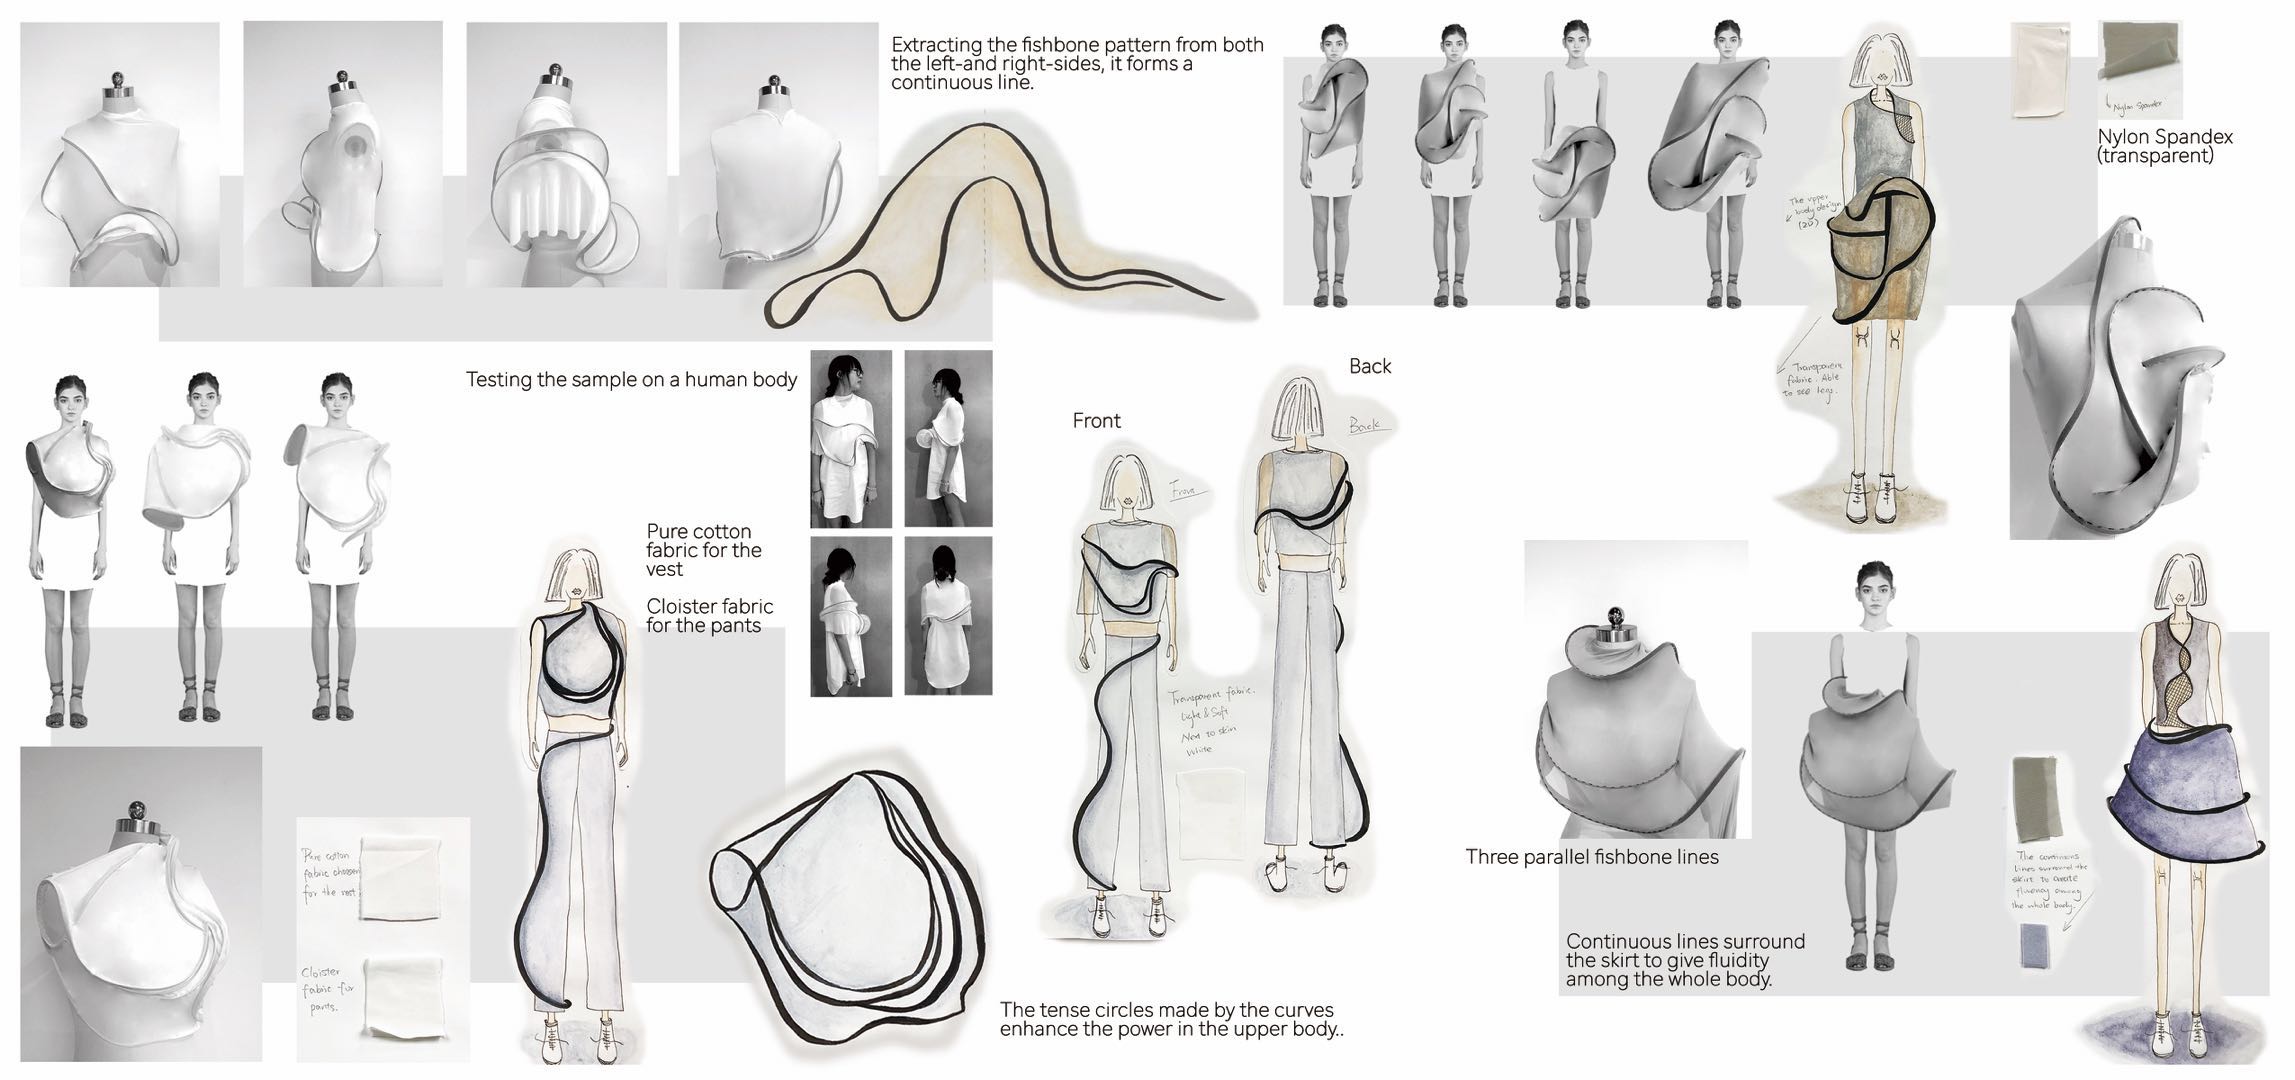 Extracting the fishbone pattern from both
the left-and right-sides, it forms a
continuous line.
Nylon Spandex
Nylon Spandex
(transparent)
The upper
body design
(2D)
Transparent
fabric. Able
to see legs.
Testing the sample on a human body
Back
Back
Front
Pure cotton
fabric for the
vest
Cloister fabric
for the pants
Transparent fabric.
Light & Soft
Next to skin
White
Pure cotton
fabric choosen
for the vest
Cloister
fabric for
pants.
The tense circles made by the curves
enhance the power in the upper body..
Three parallel fishbone lines
Continuous lines surround
the skirt to give fluidity
among the whole body.
The continous
lines surround the
skirt to create
fluency among
the whole body.